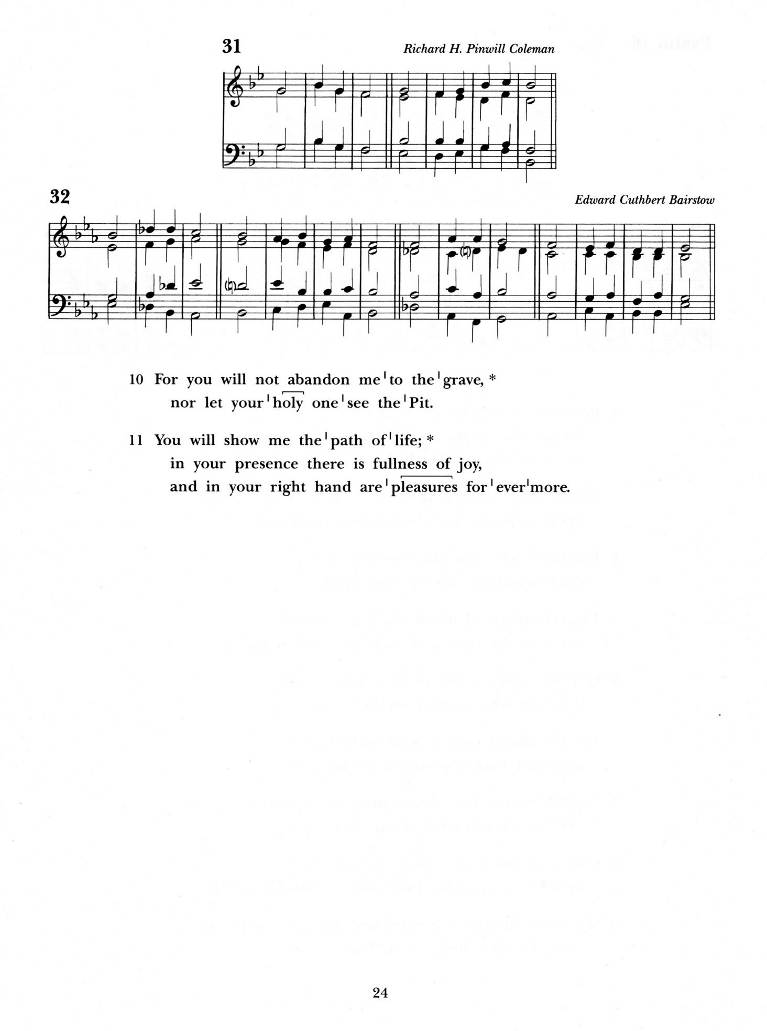 31
Richard H. Pinwill Coleman
32
Edward Cuthbert Bairstow
10 For you will not abandon me ' to the ' grave, *
nor let your ' holy one ' see the ' Pit.
11 You will show me the ' path of ' life; *
in your presence there is fullness of joy,
and in your right hand are ' pleasures for ' ever ' more.
24